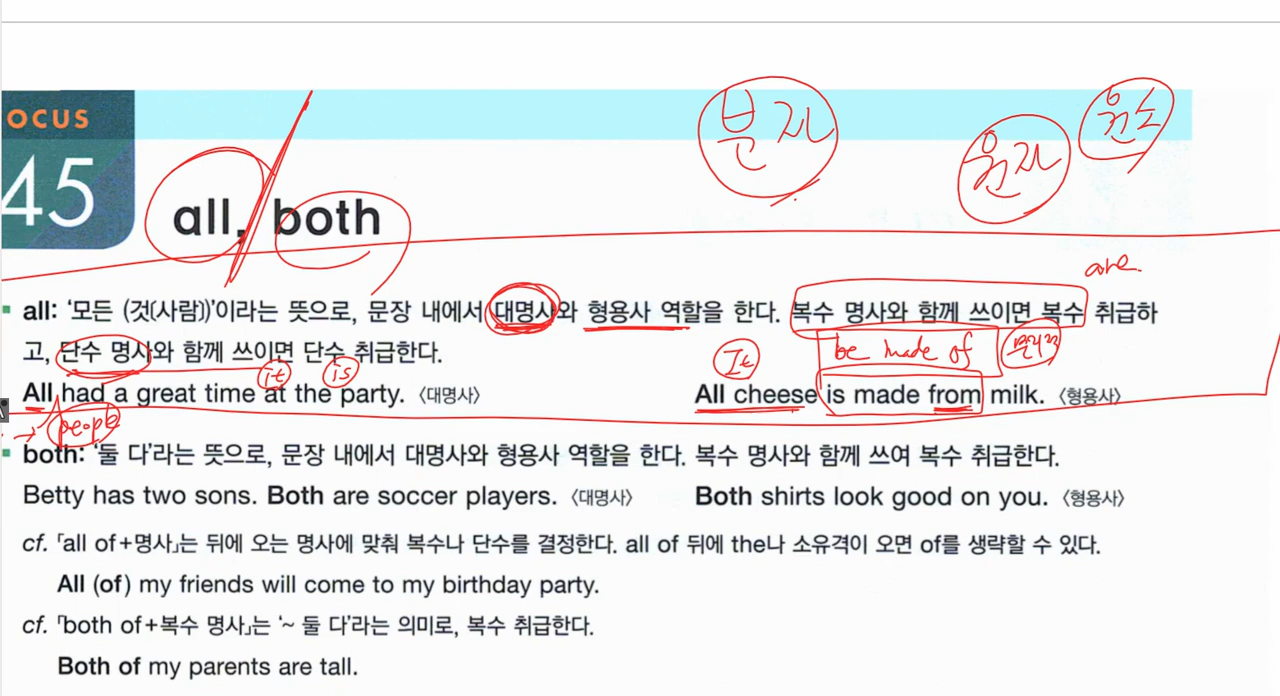 OCUS
45
all, both
분자
원자
원소
are
all: ‘모든 (것(사람))’이라는 뜻으로, 문장 내에서 대명사와 형용사 역할을 한다. 복수 명사와 함께 쓰이면 복수 취급하
고, 단수 명사와 함께 쓰이면 단수 취급한다.
It
be made of
it
is
All had a great time at the party. 〈대명사〉
All cheese is made from milk. 〈형용사〉
people
both: ‘둘 다’라는 뜻으로, 문장 내에서 대명사와 형용사 역할을 한다. 복수 명사와 함께 쓰여 복수 취급한다.
Betty has two sons. Both are soccer players. 〈대명사〉
Both shirts look good on you. 〈형용사〉
cf. 「all of+명사」는 뒤에 오는 명사에 맞춰 복수나 단수를 결정한다. all of 뒤에 the나 소유격이 오면 of를 생략할 수 있다.
All (of) my friends will come to my birthday party.
cf. 「both of+복수 명사」는 ‘~ 둘 다’라는 의미로, 복수 취급한다.
Both of my parents are tall.